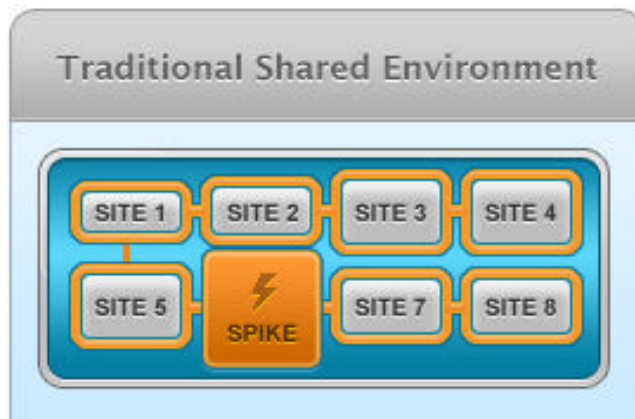 Traditional Shared Environment
SITE 1 SITE 2 SITE 3 SITE 4
SITE 5 SPIKE SITE 7 SITE 8